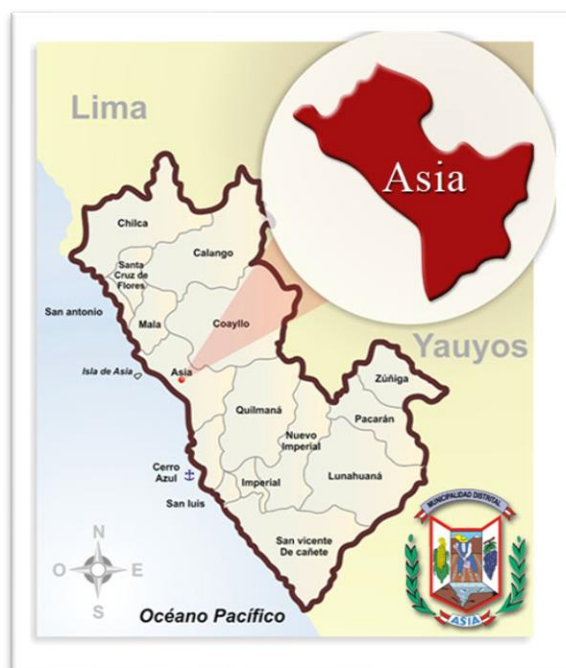 Lima
Asia
Chilca
Calango
Santa
Cruz de
Flores
San antonio
Mala
Coayllo
Yauyos
Isla de Asia
Asia
Zúñiga
Quilmaná
Pacarán
Nuevo
Imperial
Cerro
Azul
Imperial
Lunahuaná
San luis
San vicente
De cañete
MUNICIPALIDAD DISTRITAL
ASIA
N
O
E
S
Océano Pacífico